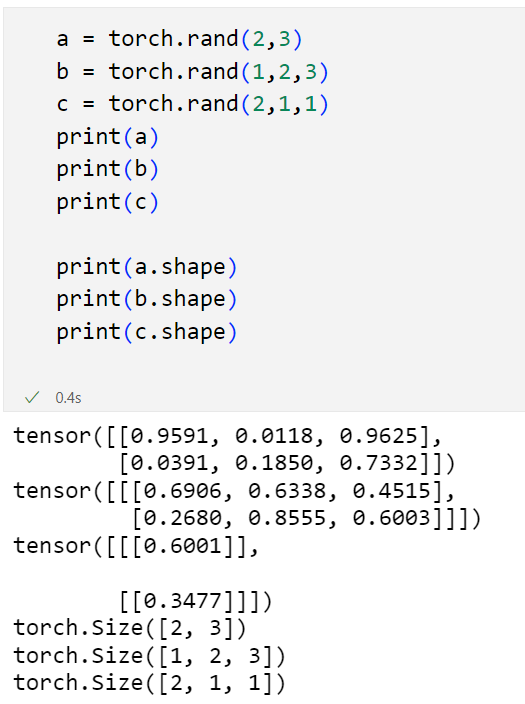 a = torch.rand(2,3)
b = torch.rand(1,2,3)
c = torch.rand(2,1,1)
print(a)
print(b)
print(c)
print(a.shape)
print(b.shape)
print(c.shape)
0.4s
tensor([[0.9591, 0.0118, 0.9625],
        [0.0391, 0.1850, 0.7332]])
tensor([[[0.6906, 0.6338, 0.4515],
         [0.2680, 0.8555, 0.6003]]])
tensor([[[0.6001]],
        [[0.3477]]])
torch.Size([2, 3])
torch.Size([1, 2, 3])
torch.Size([2, 1, 1])